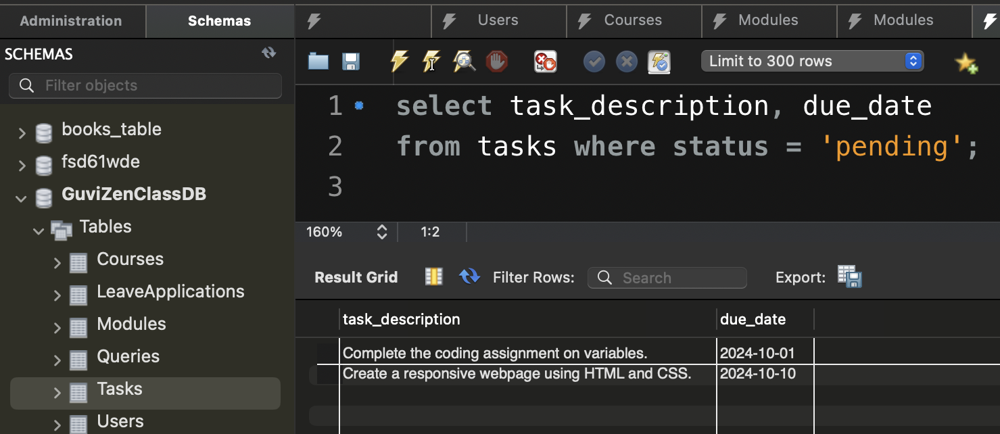 Administration
Schemas
Users
Courses
Modules
Modules
SCHEMAS
Filter objects
Limit to 300 rows
books_table
fsd61wde
GuviZenClassDB
Tables
Courses
LeaveApplications
Modules
Queries
Tasks
Users
1 select task_description, due_date
2 from tasks where status = 'pending';
3
160%
1:2
Result Grid
Filter Rows:
Search
Export:
task_description due_date
Complete the coding assignment on variables. 2024-10-01
Create a responsive webpage using HTML and CSS. 2024-10-10